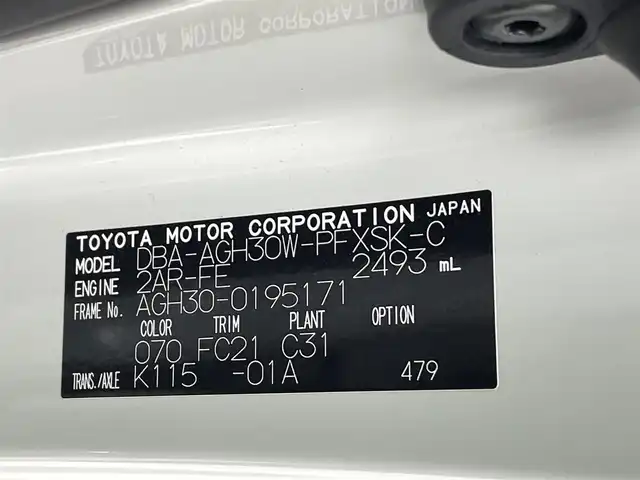 TOYOTA MOTOR CORPORATION
TOYOTA MOTOR CORPORATION JAPAN
MODEL DBA-AGH30W-PFXSK-C
ENGINE 2AR-FE 2493 mL
FRAME No. AGH30-0195171
COLOR TRIM PLANT OPTION
070 FC21 C31
TRANS./AXLE K115 -01A 479